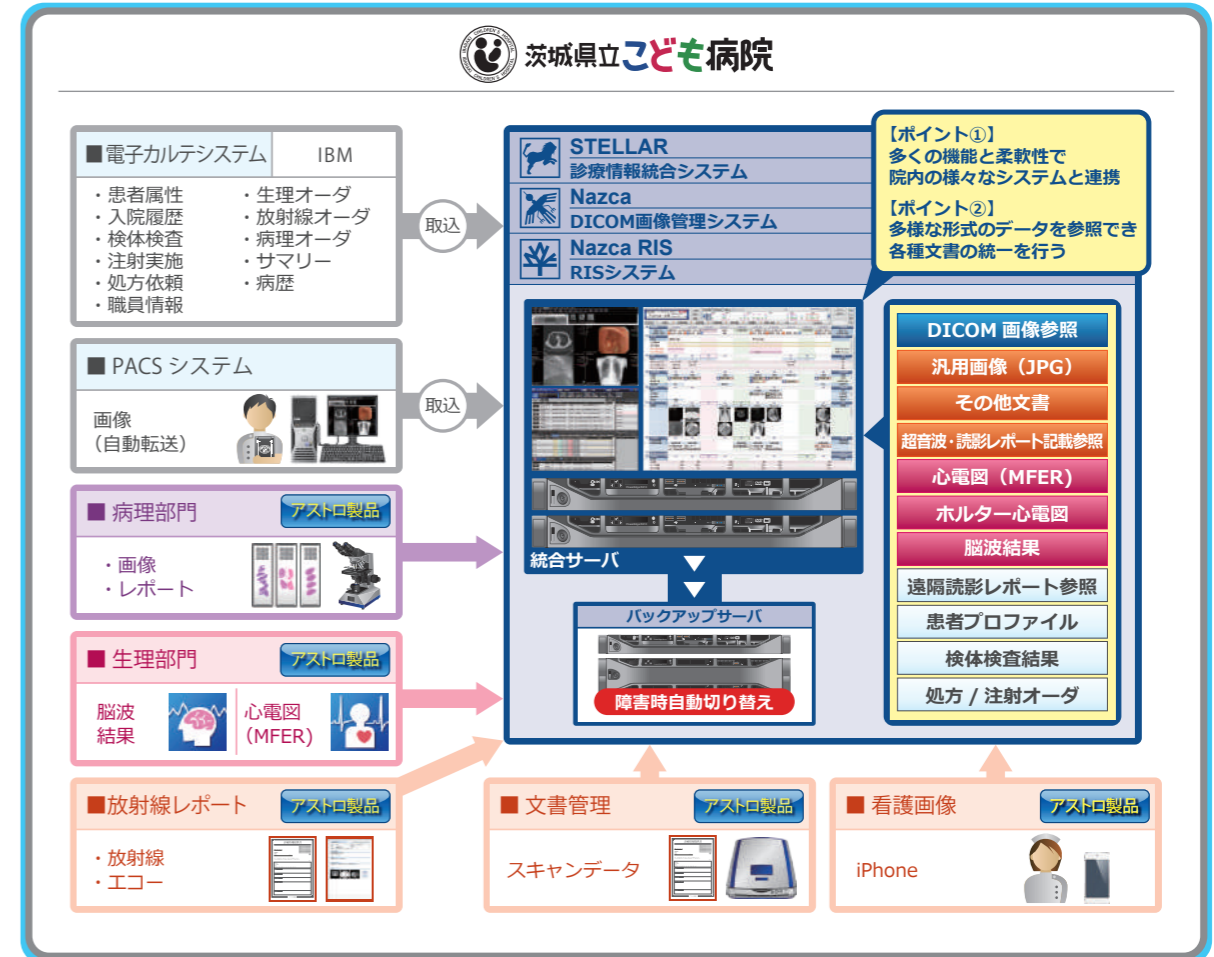 茨城県立こども病院
■電子カルテシステム
IBM
・患者属性
・入院履歴
・検体検査
・注射実施
・処方依頼
・職員情報
・生理オーダ
・放射線オーダ
・病理オーダ
・サマリー
・病歴
取込
■ PACS システム
画像
（自動転送）
取込
■ 病理部門
アストロ製品
・画像
・レポート
■ 生理部門
アストロ製品
脳波
結果
心電図
（MFER）
■放射線レポート
アストロ製品
・放射線
・エコー
STELLAR
診療情報統合システム
Nazca
DICOM画像管理システム
Nazca RIS
RISシステム
【ポイント①】
多くの機能と柔軟性で
院内の様々なシステムと連携
【ポイント②】
多様な形式のデータを参照でき
各種文書の統一を行う
統合サーバ
バックアップサーバ
障害時自動切り替え
DICOM 画像参照
汎用画像（JPG）
その他文書
超音波・読影レポート記載参照
心電図（MFER）
ホルター心電図
脳波結果
遠隔読影レポート参照
患者プロファイル
検体検査結果
処方 / 注射オーダ
■ 文書管理
アストロ製品
スキャンデータ
■ 看護画像
アストロ製品
iPhone